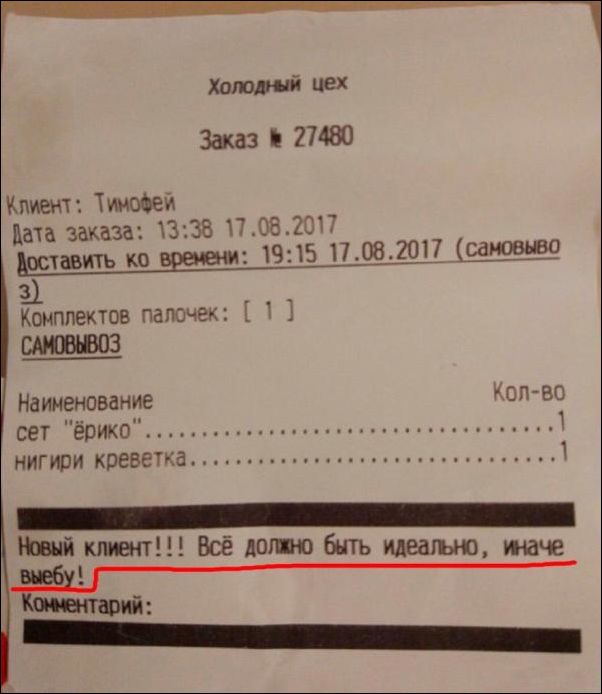 Холодный цех
Заказ № 27480
Клиент: Тимофей
Дата заказа: 13:38 17.08.2017
Доставить ко времени: 19:15 17.08.2017 (самовыво
з)
Комплектов палочек: [ 1 ]
САМОВЫВОЗ
Наименование Кол-во
сет "ёрико".......................................1
нигири креветка...................................1
Новый клиент!!! Всё должно быть идеально, иначе
выебу!
Комментарий: